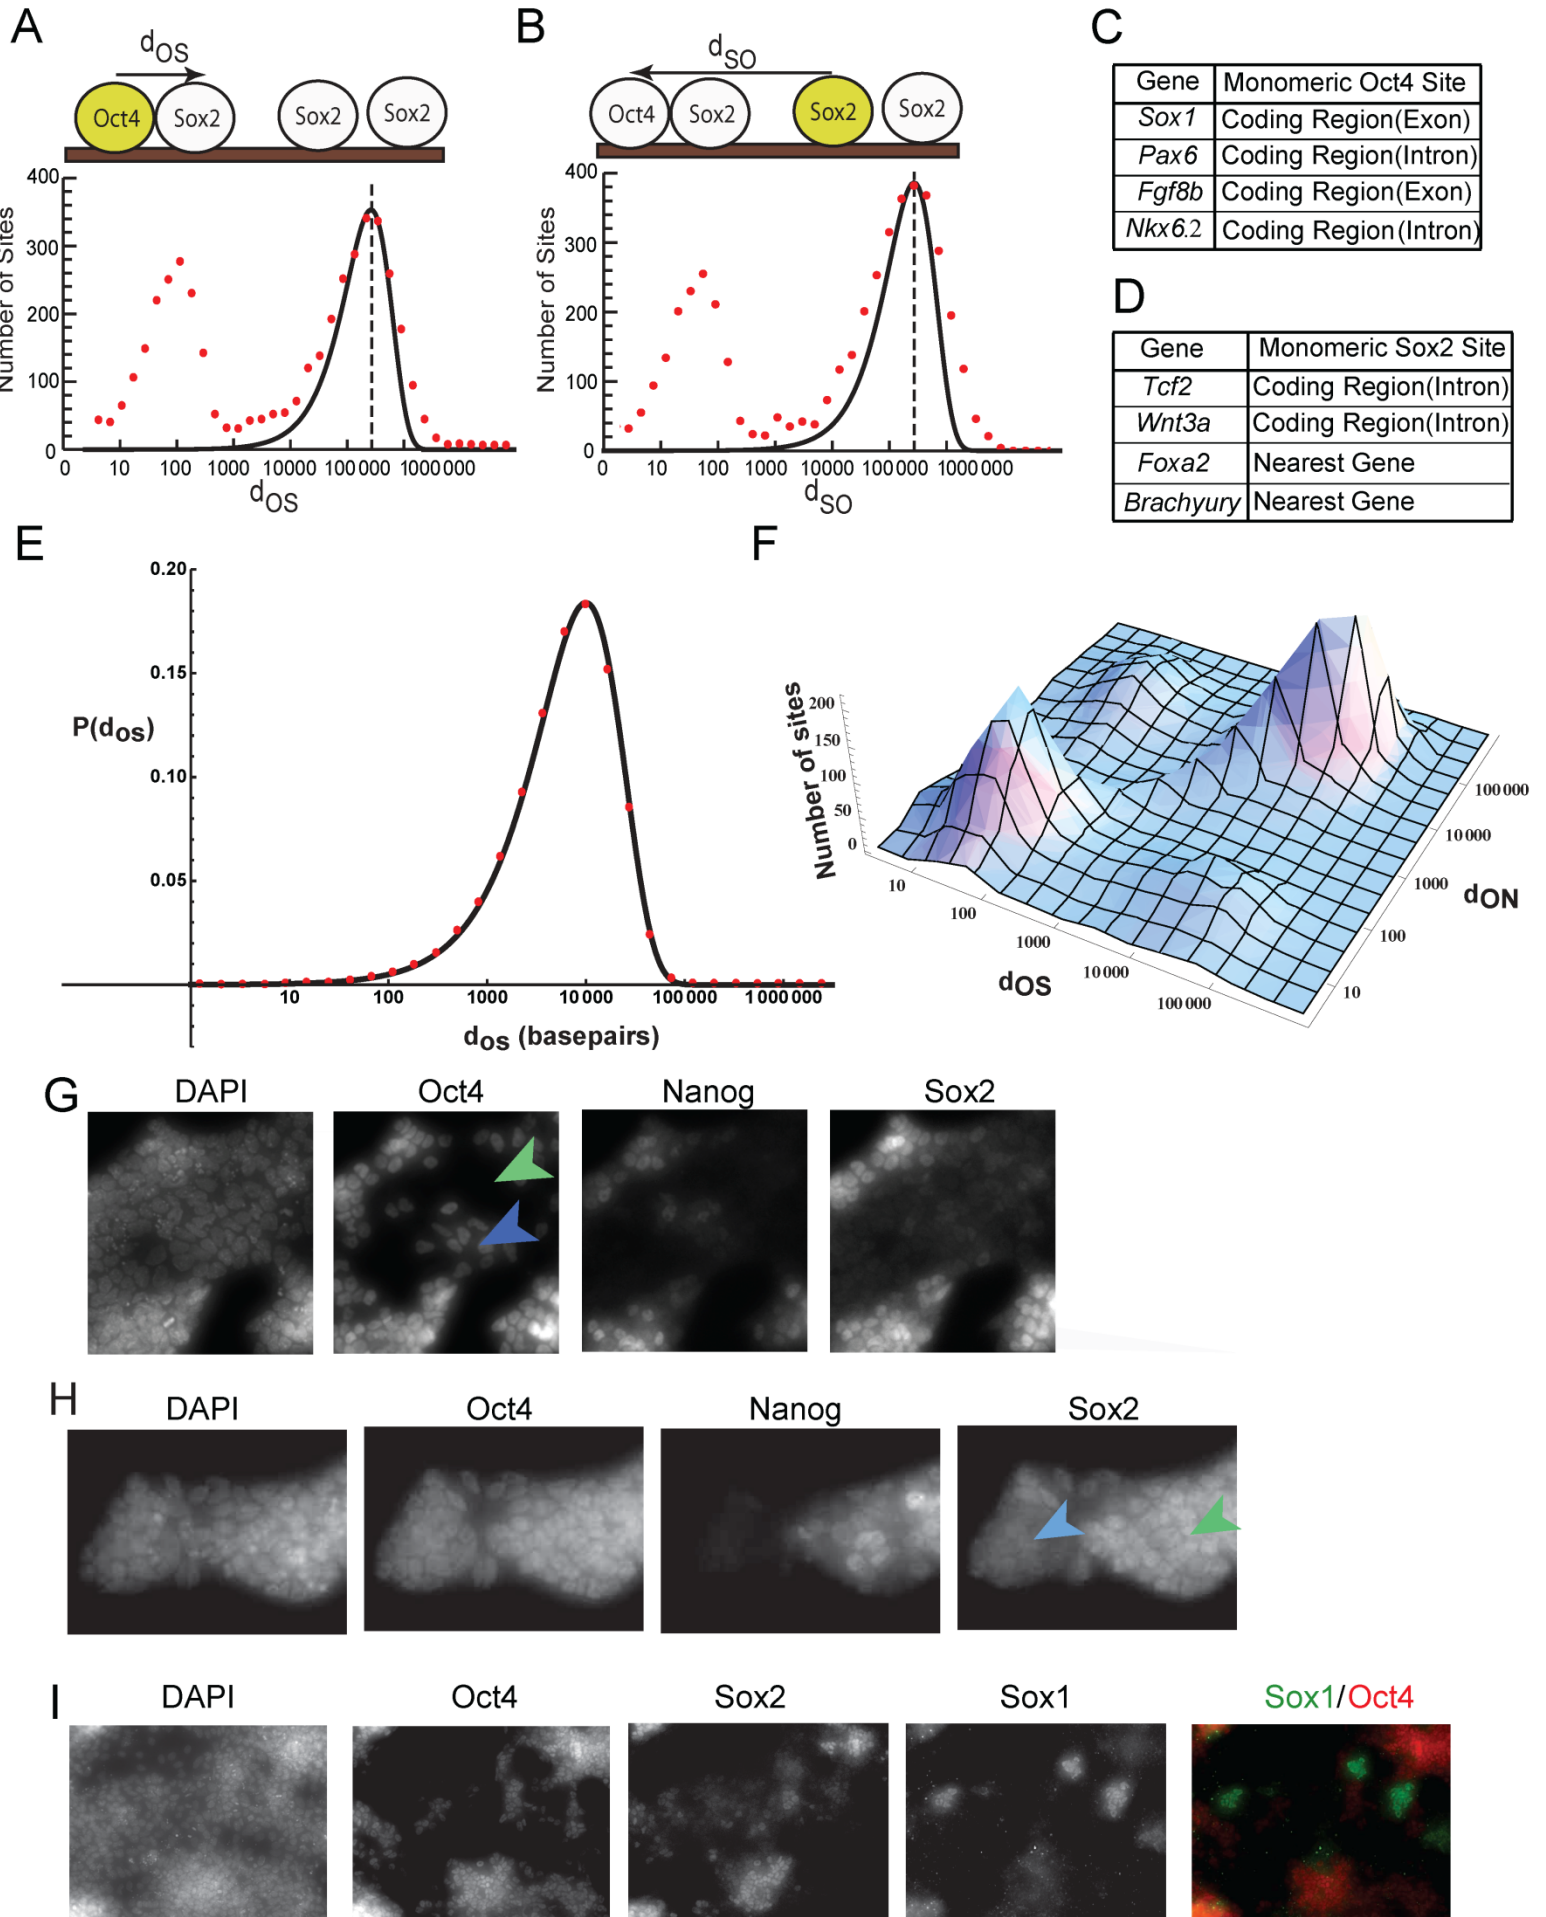 A
dOS
Oct4 Sox2 Sox2 Sox2
Number of Sites
400
300
200
100
0
0 10 100 1000 10000 100000 1000000
dOS
B
dSO
Oct4 Sox2 Sox2 Sox2
Number of Sites
400
300
200
100
0
0 10 100 1000 10000 1000000 1000000
dSO
C
Gene Monomeric Oct4 Site
Sox1 Coding Region(Exon)
Pax6 Coding Region(Intron)
Fgf8b Coding Region(Exon)
Nkx6.2 Coding Region(Intron)
D
Gene Monomeric Sox2 Site
Tcf2 Coding Region(Intron)
Wnt3a Coding Region(Intron)
Foxa2 Nearest Gene
Brachyury Nearest Gene
E
0.20
0.15
P(dos)
0.10
0.05
10 100 1000 10000 100000 1000000
dos (basepairs)
F
Number of sites
200
150
100
50
0
10
100
1000
10000
100000
dOS
100000
10000
1000
100
10
dON
G
DAPI Oct4 Nanog Sox2
H
DAPI Oct4 Nanog Sox2
I
DAPI Oct4 Sox2 Sox1 Sox1/Oct4